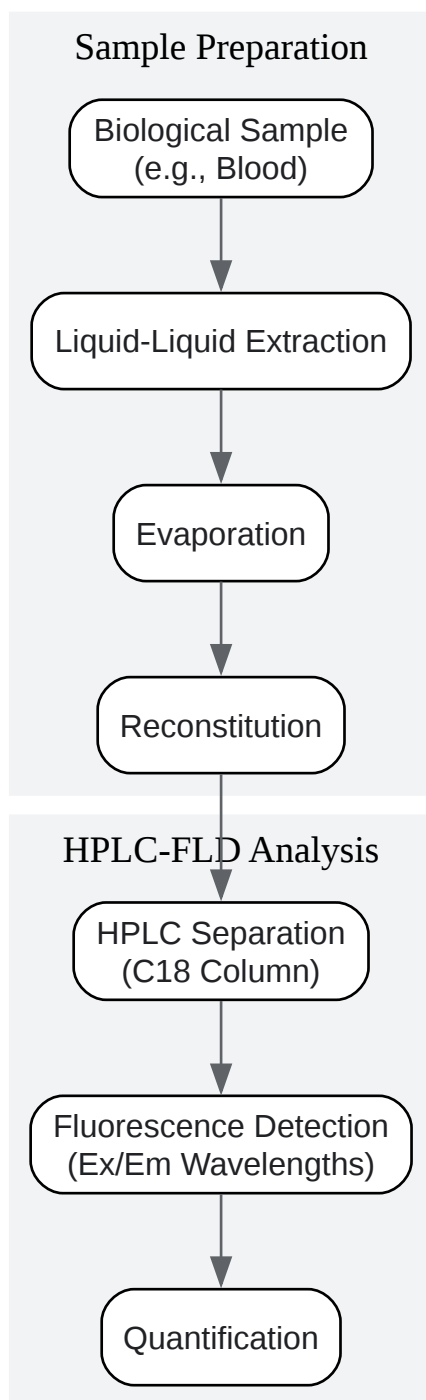 Sample Preparation
Biological Sample
(e.g., Blood)
Liquid-Liquid Extraction
Evaporation
Reconstitution
HPLC-FLD Analysis
HPLC Separation
(C18 Column)
Fluorescence Detection
(Ex/Em Wavelengths)
Quantification